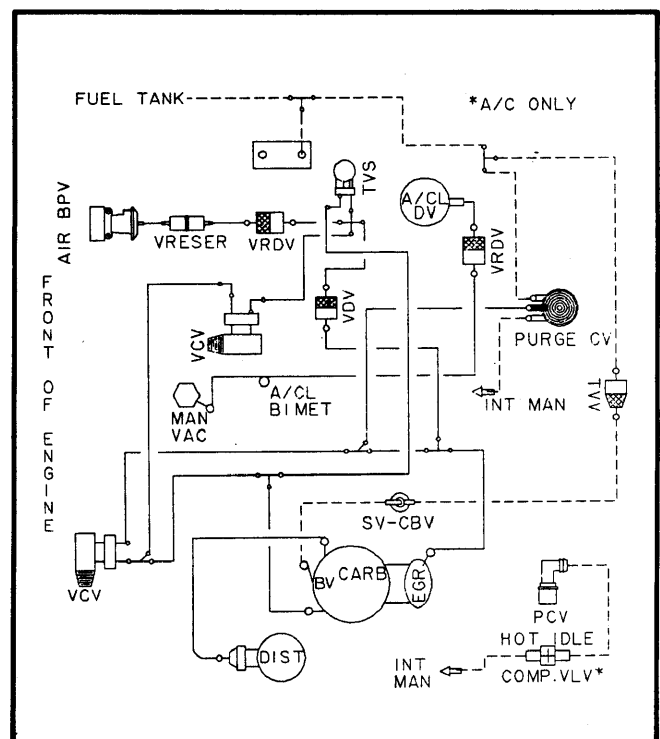 FUEL TANK
*A/C ONLY
TVS
A/CL
DV
AIR BPV
VRESER
VRDV
VRDV
VDV
VCV
PURGE CV
FRONT OF ENGINE
MAN
VAC
A/CL
BIMET
INT MAN
TVV
SV-CBV
VCV
BV
CARB
EGR
PCV
HOT IDLE
COMP.VLV*
DIST
INT
MAN